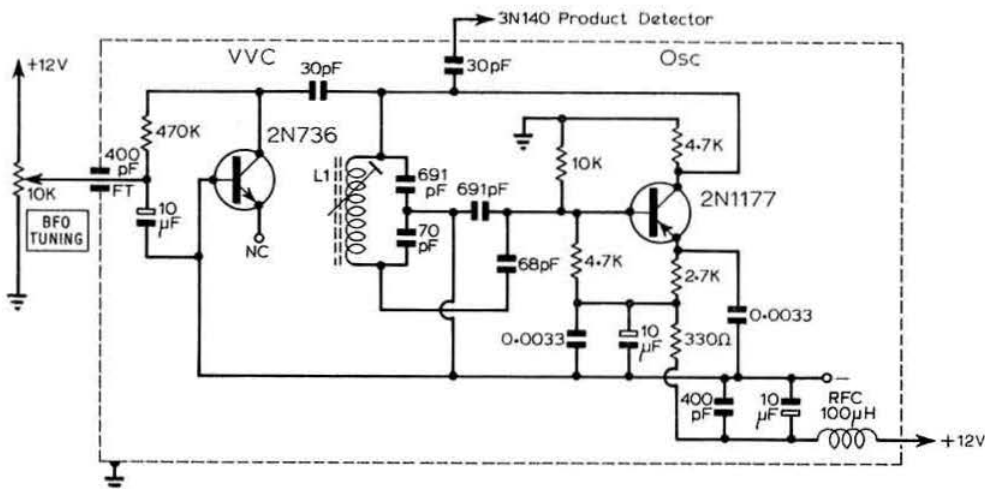 3N140 Product Detector
+12V
VVC
30pF
30pF
Osc
470K
2N736
4.7K
400
pF
FT
10K
L1
691
pF
691pF
10K
2N1177
BFO
TUNING
10
µF
NC
70
pF
68pF
4.7K
2.7K
0.0033
10
µF
330Ω
0.0033
−
400
pF
10
µF
RFC
100µH
+12V